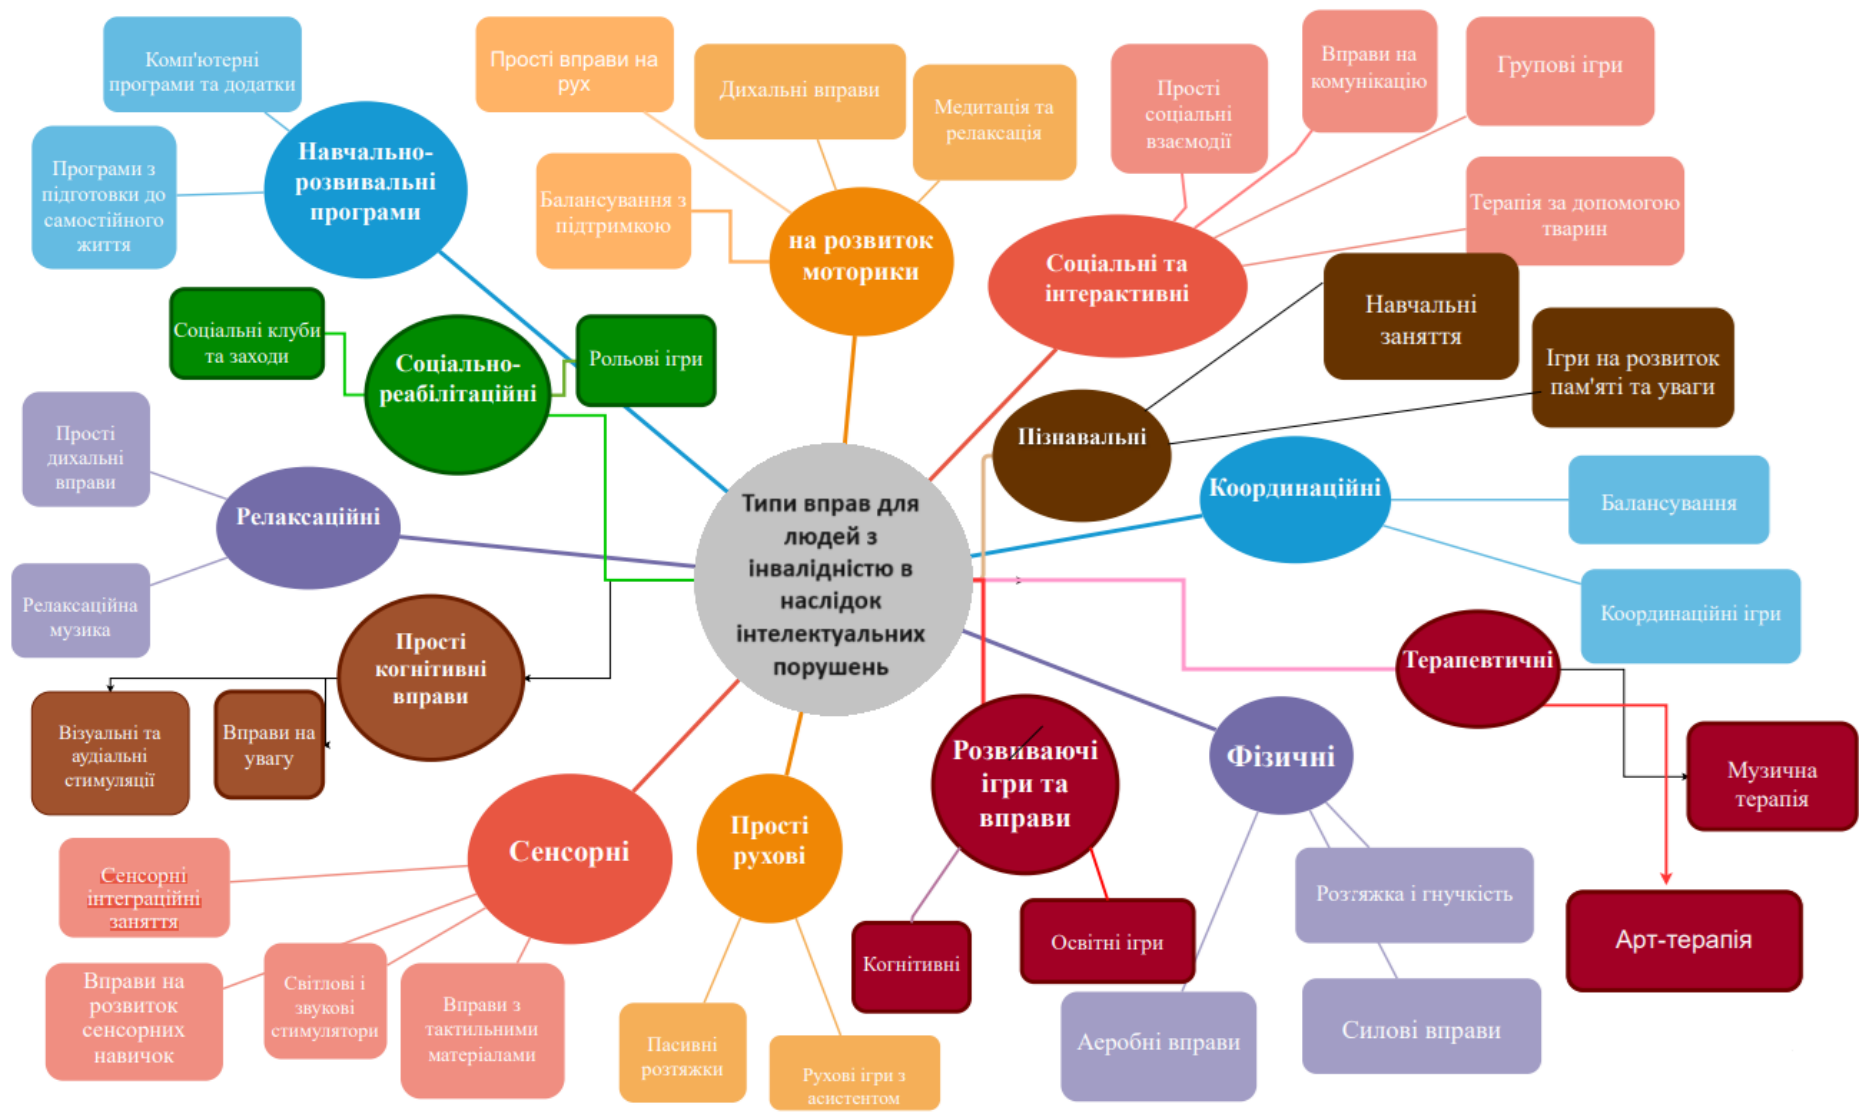 Комп'ютерні
програми та додатки
Прості вправи на
рух
Дихальні вправи
Медитація та
релаксація
Прості
соціальні
взаємодії
Вправи на
комунікацію
Групові ігри
Програми з
підготовки до
самостійного
життя
Навчально-
розвивальні
програми
Балансування з
підтримкою
на розвиток
моторики
Соціальні та
інтерактивні
Терапія за допомогою
тварин
Соціальні клуби
та заходи
Соціально-
реабілітаційні
Рольові ігри
Навчальні
заняття
Ігри на розвиток
пам'яті та уваги
Пізнавальні
Прості
дихальні
вправи
Релаксаційні
Релаксаційна
музика
Типи вправ для
людей з
інвалідністю в
наслідок
інтелектуальних
порушень
Координаційні
Балансування
Координаційні ігри
Прості
когнітивні
вправи
Візуальні та
аудіальні
стимуляції
Вправи на
увагу
Терапевтичні
Музична
терапія
Арт-терапія
Розвиваючі
ігри та
вправи
Фізичні
Розтяжка і гнучкість
Силові вправи
Аеробні вправи
Когнітивні
Освітні ігри
Сенсорні
Сенсорні
інтеграційні
заняття
Вправи на
розвиток
сенсорних
навичок
Світлові і
звукові
стимулятори
Вправи з
тактильними
матеріалами
Прості
рухові
Пасивні
розтяжки
Рухові ігри з
асистентом